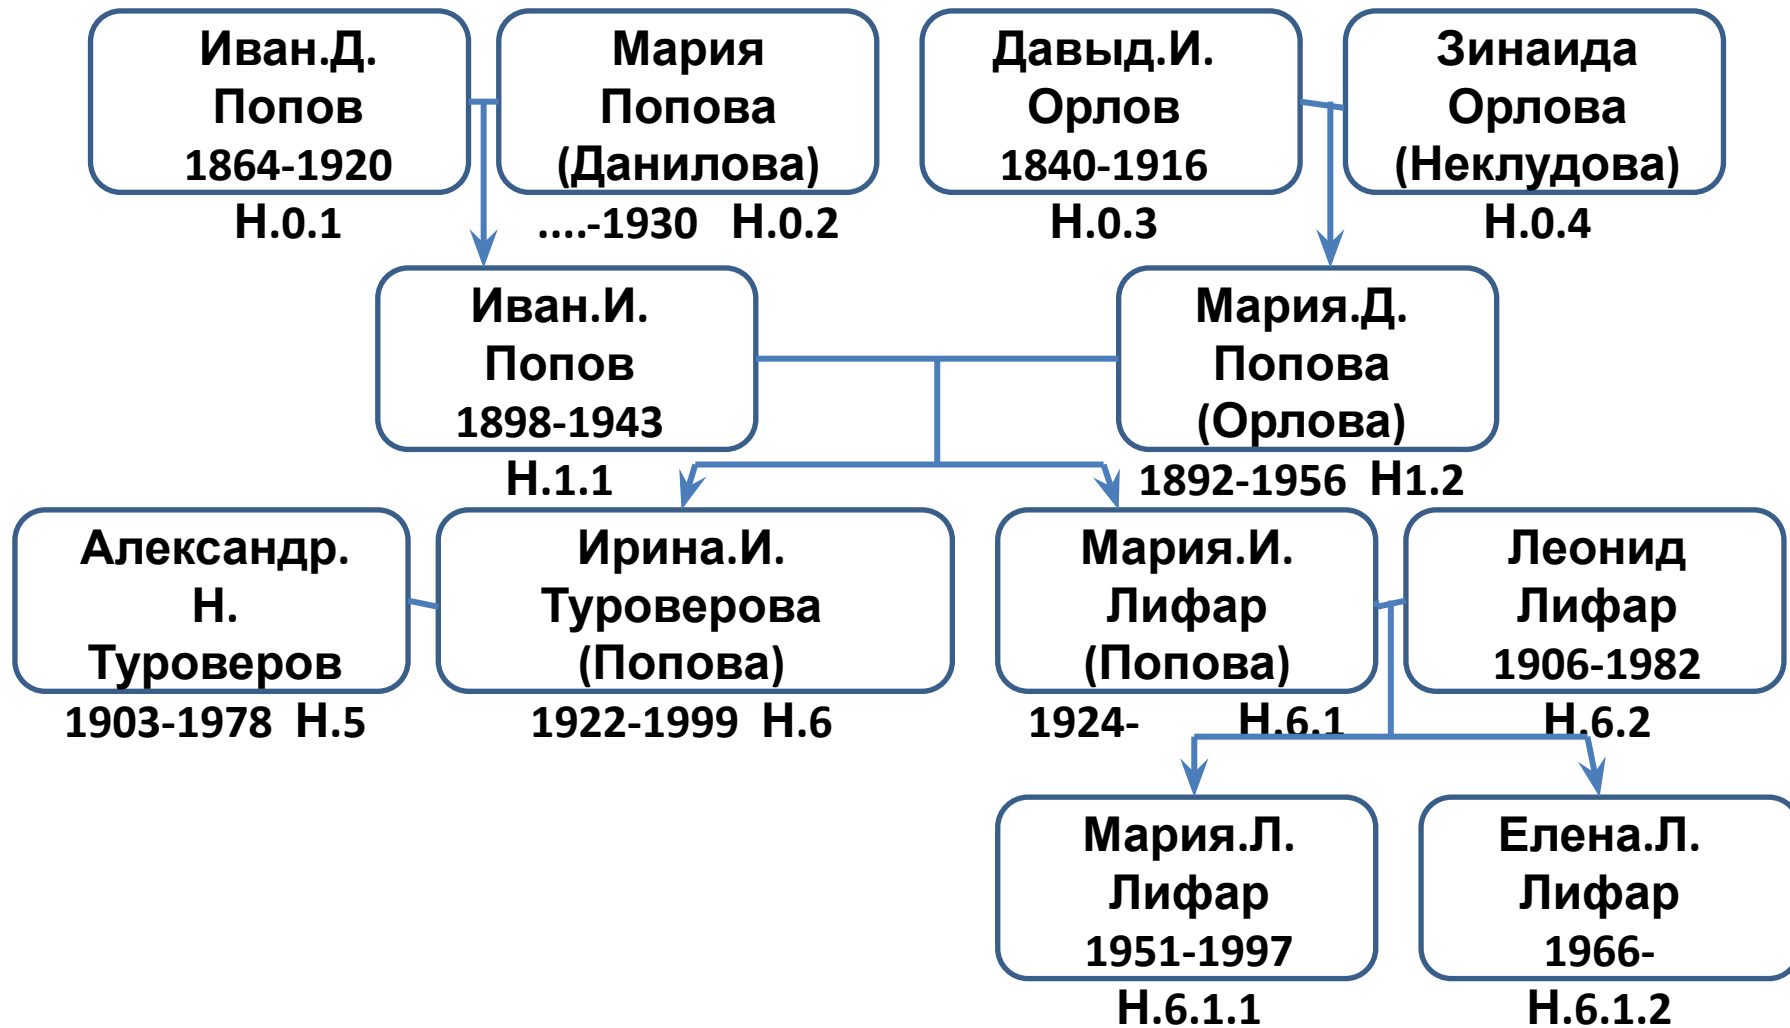 Иван.Д.
Попов
1864-1920
Н.0.1
Мария
Попова
(Данилова)
....-1930 Н.0.2
Давыд.И.
Орлов
1840-1916
Н.0.3
Зинаида
Орлова
(Неклудова)
Н.0.4
Иван.И.
Попов
1898-1943
Н.1.1
Мария.Д.
Попова
(Орлова)
1892-1956 Н1.2
Александр.
Н.
Туроверов
1903-1978 Н.5
Ирина.И.
Туроверова
(Попова)
1922-1999 Н.6
Мария.И.
Лифар
(Попова)
1924- Н.6.1
Леонид
Лифар
1906-1982
Н.6.2
Мария.Л.
Лифар
1951-1997
Н.6.1.1
Елена.Л.
Лифар
1966-
Н.6.1.2